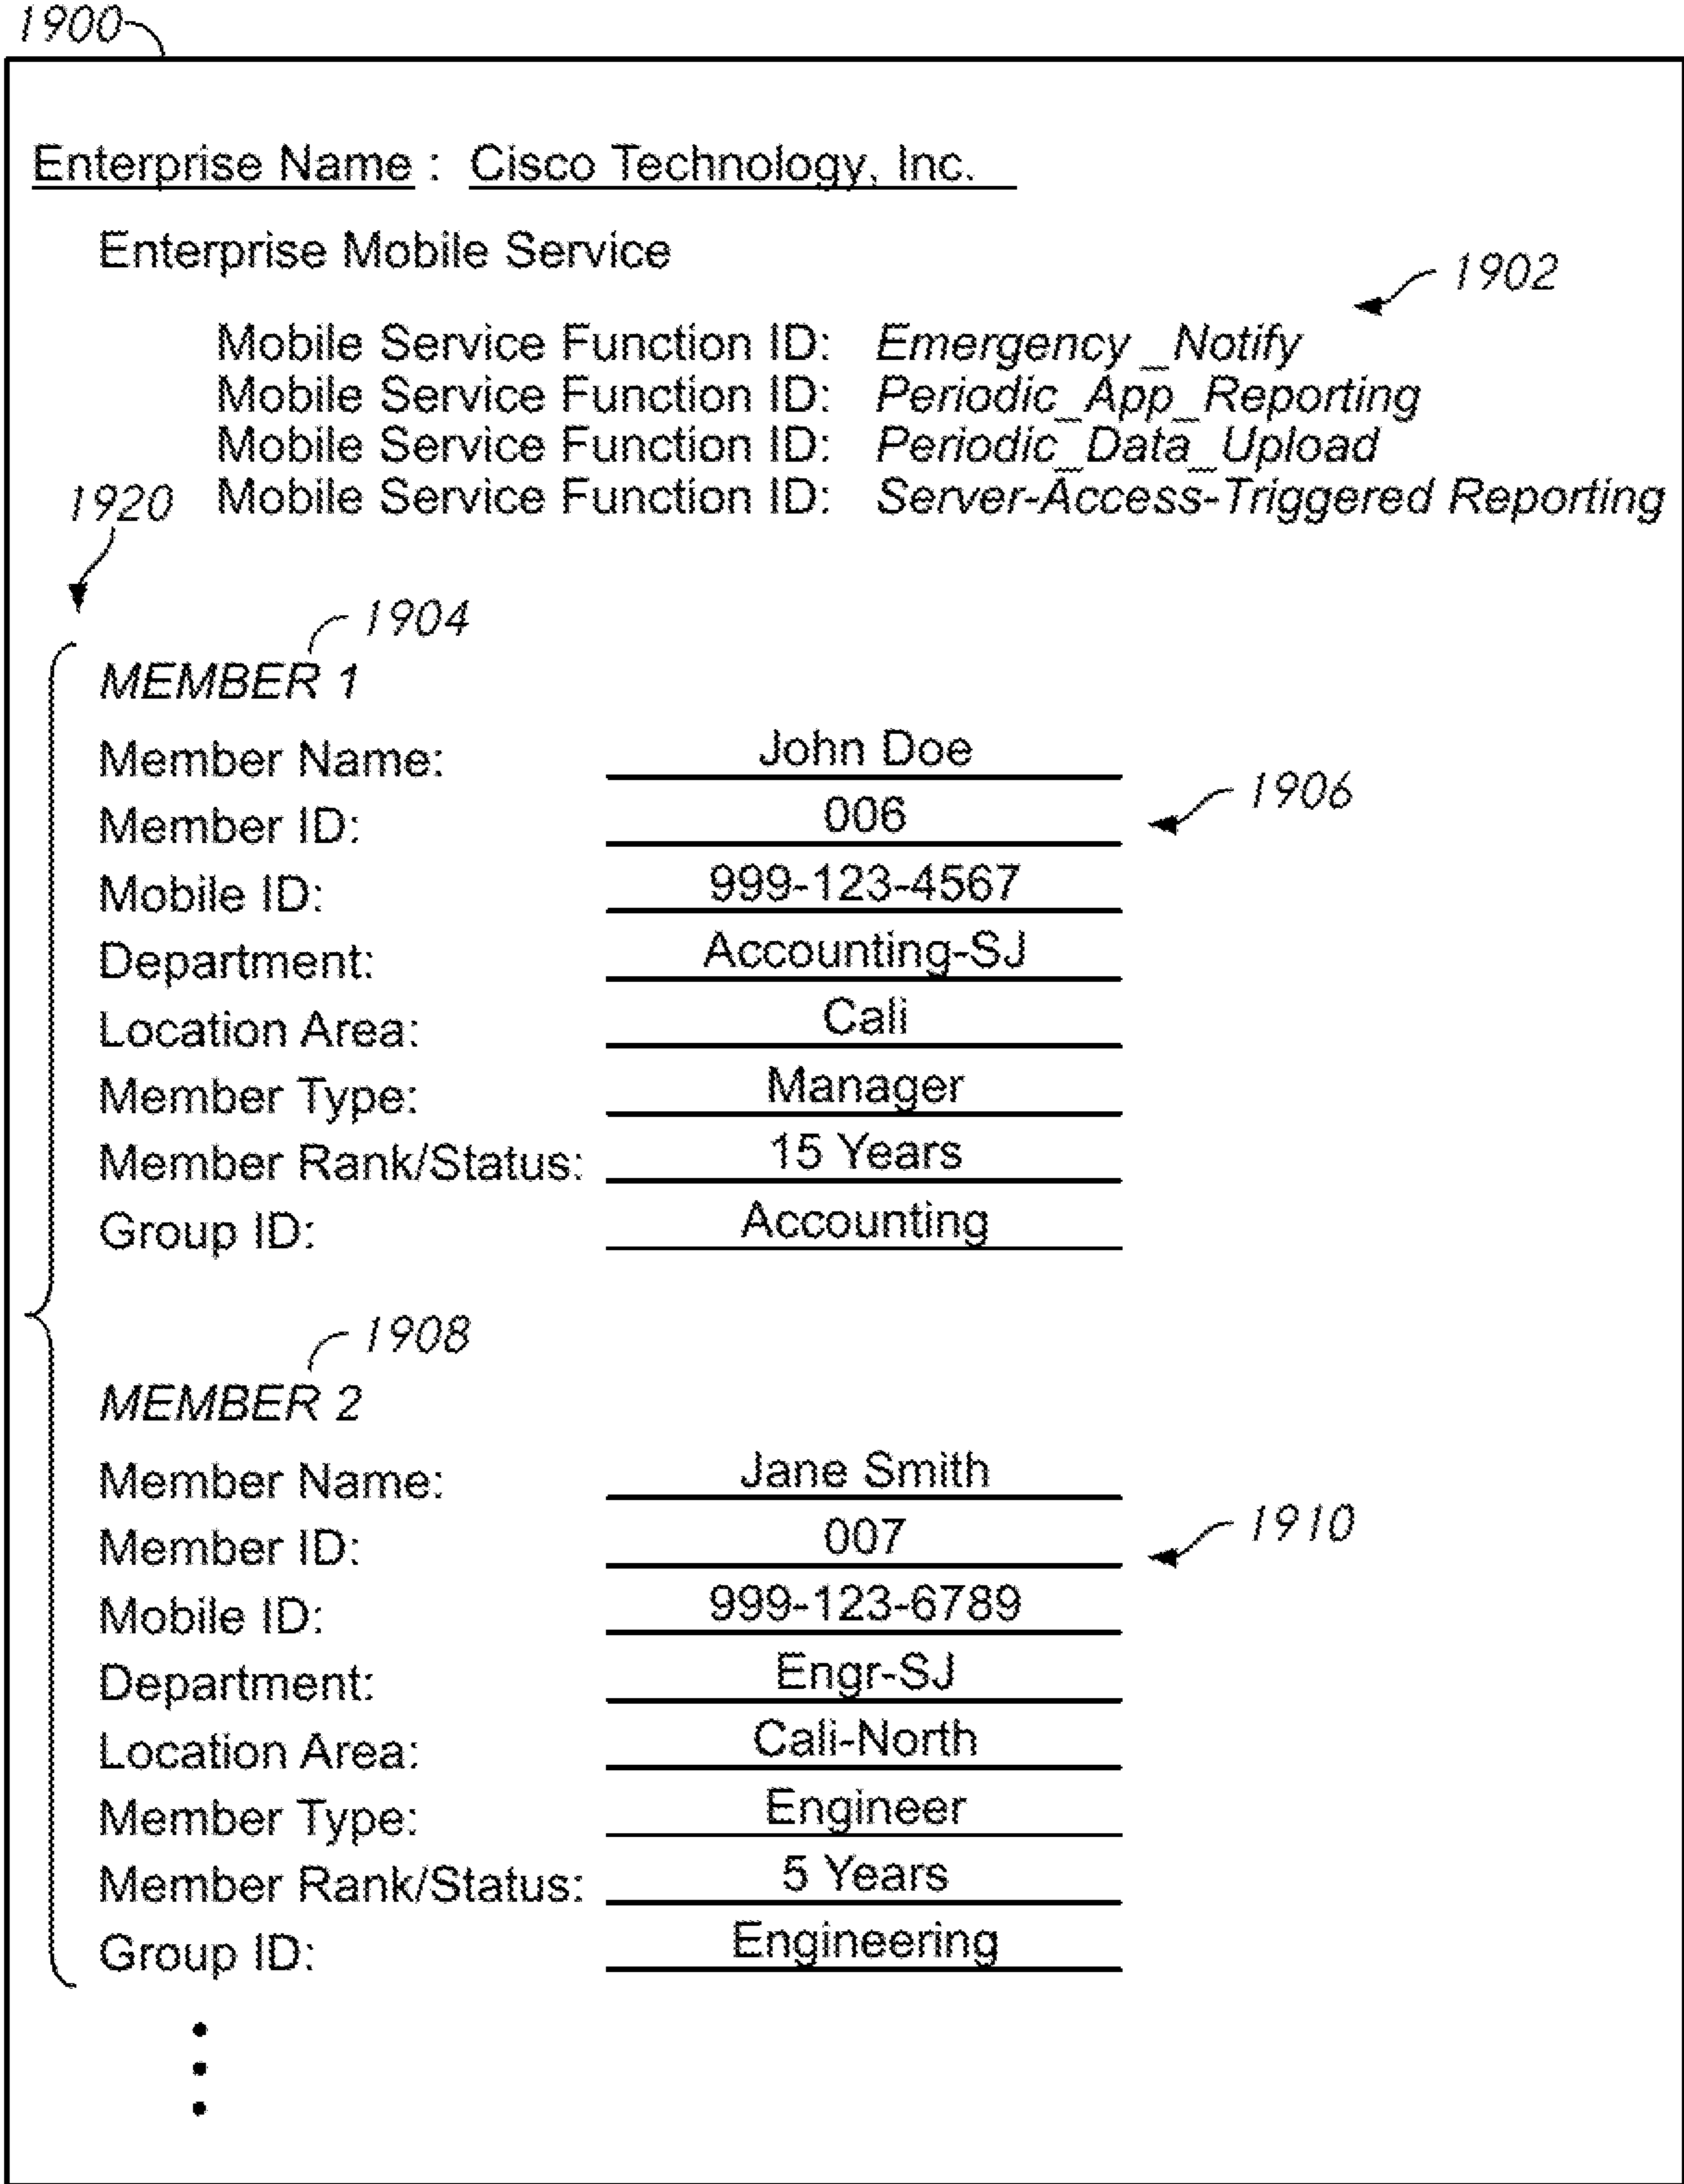 1900
Enterprise Name : Cisco Technology, Inc.
Enterprise Mobile Service
1902
Mobile Service Function ID: Emergency _Notify
Mobile Service Function ID: Periodic_App_Reporting
Mobile Service Function ID: Periodic_Data_Upload
1920
Mobile Service Function ID: Server-Access-Triggered Reporting
1904
MEMBER 1
Member Name: John Doe
1906
Member ID: 006
Mobile ID: 999-123-4567
Department: Accounting-SJ
Location Area: Cali
Member Type: Manager
Member Rank/Status: 15 Years
Group ID: Accounting
1908
MEMBER 2
Member Name: Jane Smith
1910
Member ID: 007
Mobile ID: 999-123-6789
Department: Engr-SJ
Location Area: Cali-North
Member Type: Engineer
Member Rank/Status: 5 Years
Group ID: Engineering